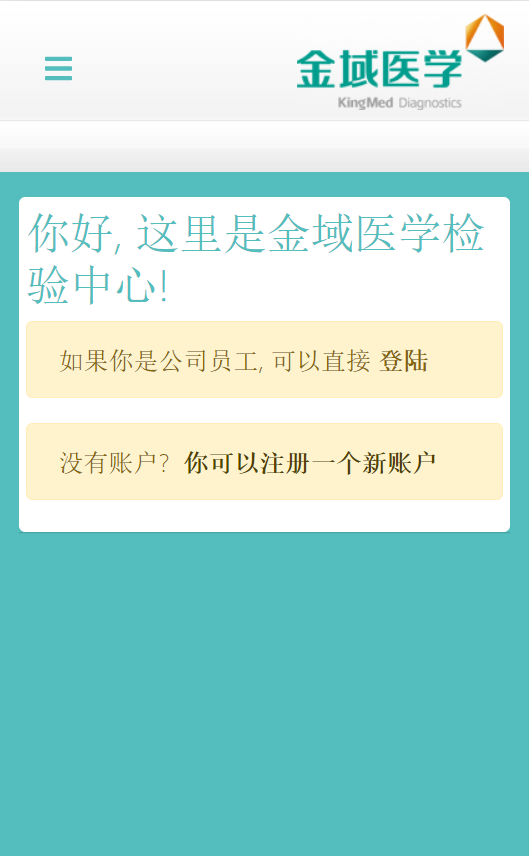 金域医学
KingMed Diagnostics
你好, 这里是金域医学检
验中心!
如果你是公司员工, 可以直接 登陆
没有账户？你可以注册一个新账户